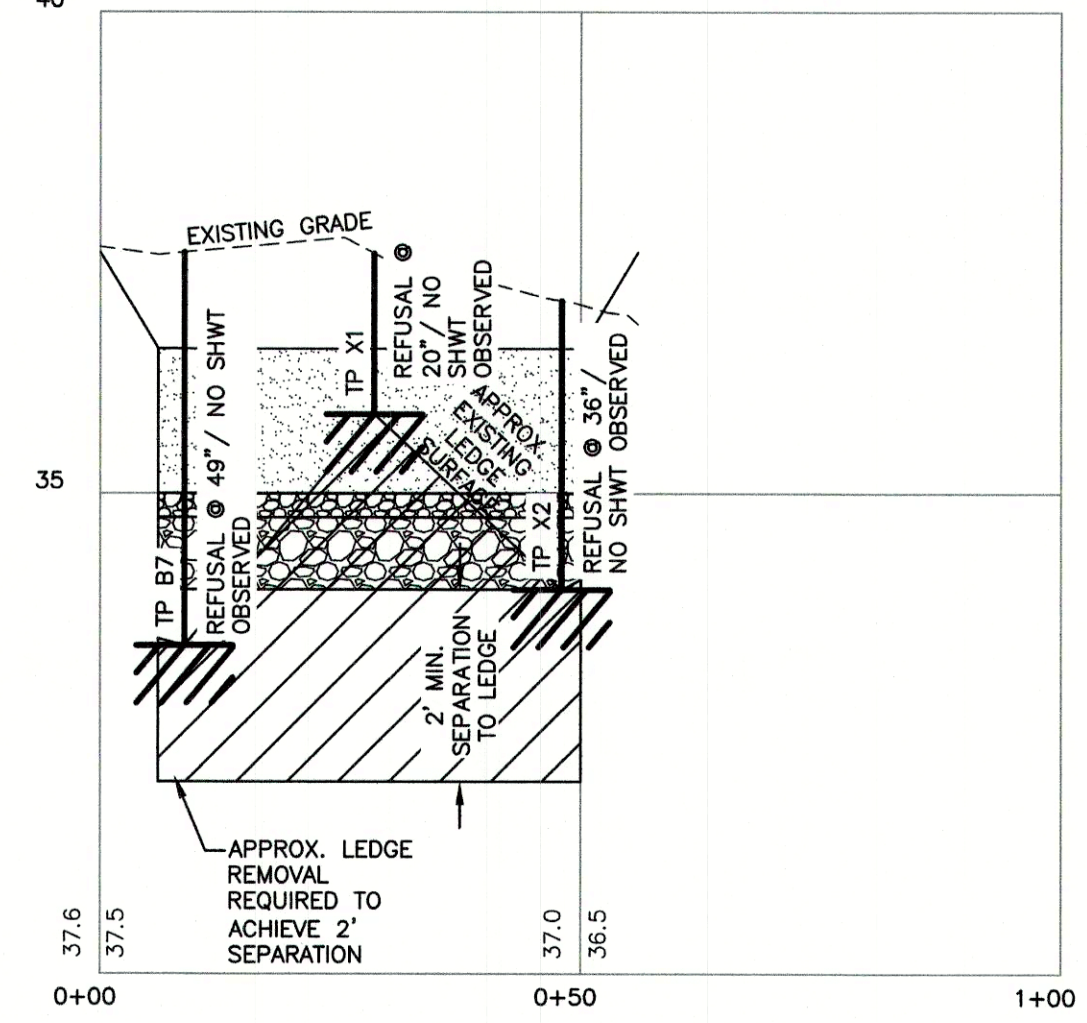 40
EXISTING GRADE
TP X1
REFUSAL @
20"/ NO
SHWT
OBSERVED
APPROX
EXISTING
LEDGE
SURFACE
35
TP B7
REFUSAL @ 49"/ NO SHWT
OBSERVED
TP X2
REFUSAL @ 36"/
NO SHWT OBSERVED
2' MIN.
SEPARATION
TO LEDGE
APPROX. LEDGE
REMOVAL
REQUIRED TO
ACHIEVE 2'
SEPARATION
37.6
37.5
37.0
36.5
0+00
0+50
1+00